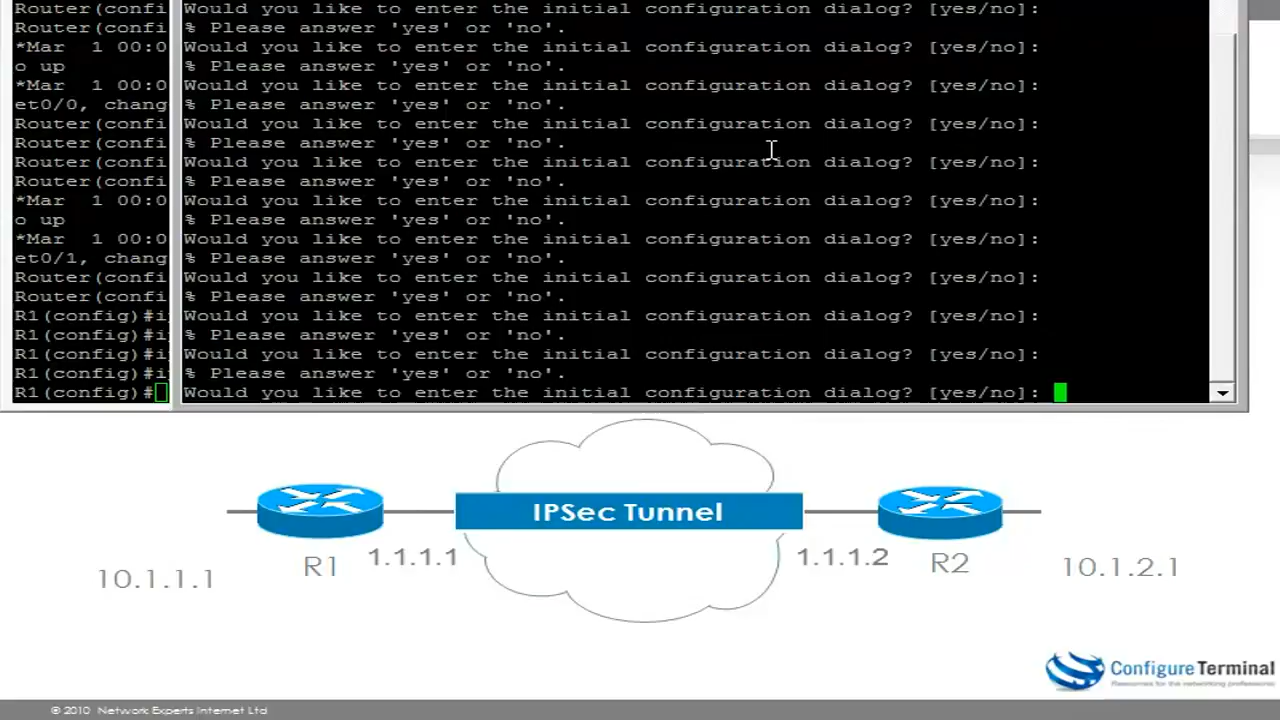 Router(confi
Router(confi
*Mar  1 00:0
o up
*Mar  1 00:0
et0/0, chang
Router(confi
Router(confi
Router(confi
Router(confi
*Mar  1 00:0
o up
*Mar  1 00:0
et0/1, chang
Router(confi
Router(confi
R1(config)#i
R1(config)#i
R1(config)#i
R1(config)#i
R1(config)#
Would you like to enter the initial configuration dialog? [yes/no]:
% Please answer 'yes' or 'no'.
Would you like to enter the initial configuration dialog? [yes/no]:
% Please answer 'yes' or 'no'.
Would you like to enter the initial configuration dialog? [yes/no]:
% Please answer 'yes' or 'no'.
Would you like to enter the initial configuration dialog? [yes/no]:
% Please answer 'yes' or 'no'.
Would you like to enter the initial configuration dialog? [yes/no]:
% Please answer 'yes' or 'no'.
Would you like to enter the initial configuration dialog? [yes/no]:
% Please answer 'yes' or 'no'.
Would you like to enter the initial configuration dialog? [yes/no]:
% Please answer 'yes' or 'no'.
Would you like to enter the initial configuration dialog? [yes/no]:
% Please answer 'yes' or 'no'.
Would you like to enter the initial configuration dialog? [yes/no]:
% Please answer 'yes' or 'no'.
Would you like to enter the initial configuration dialog? [yes/no]:
% Please answer 'yes' or 'no'.
Would you like to enter the initial configuration dialog? [yes/no]:
IPSec Tunnel
10.1.1.1
R1
1.1.1.1
1.1.1.2
R2
10.1.2.1
Configure Terminal
Resources for the networking professional
© 2010 Network Experts Internet Ltd